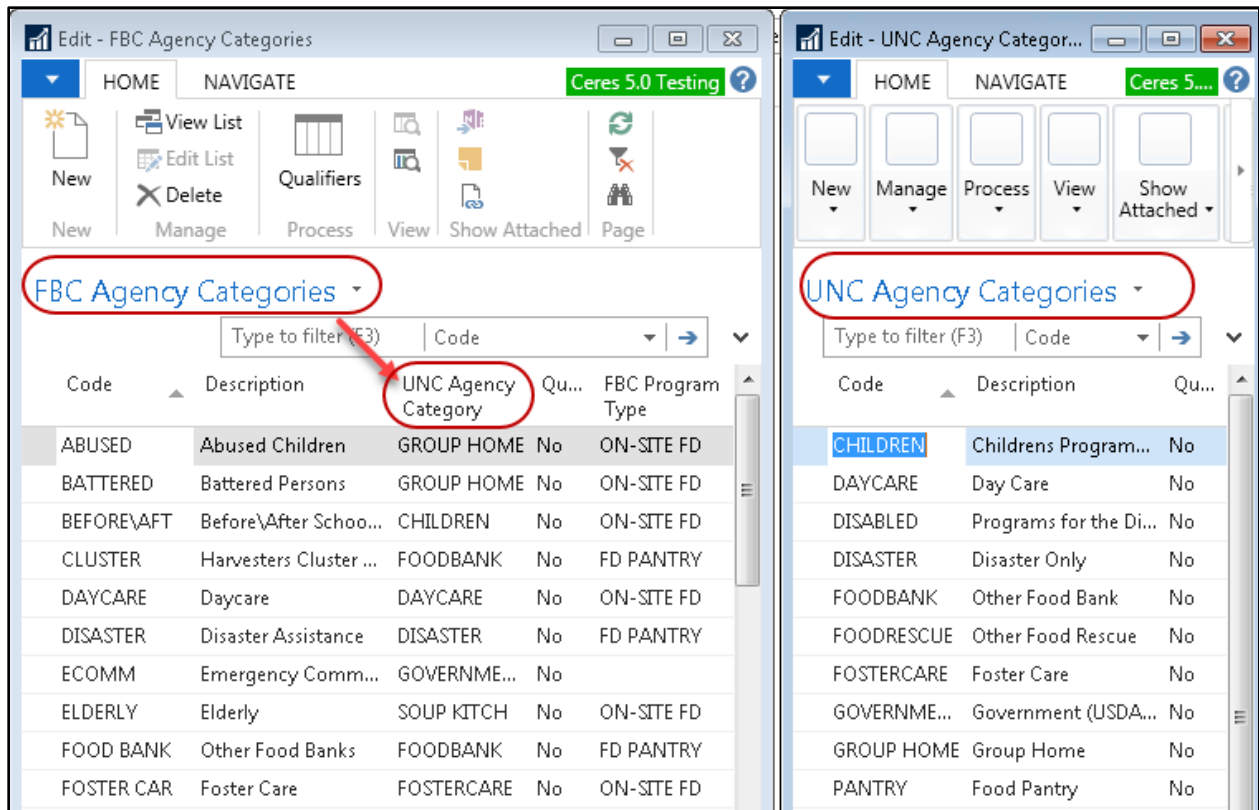 Edit - FBC Agency Categories
HOME NAVIGATE Ceres 5.0 Testing ?
New
View List
Edit List
Delete
Qualifiers
New Manage Process View Show Attached Page
FBC Agency Categories
Type to filter (F3) Code
Code Description UNC Agency Category Qu... FBC Program Type
ABUSED Abused Children GROUP HOME No ON-SITE FD
BATTERED Battered Persons GROUP HOME No ON-SITE FD
BEFORE\AFT Before\After Schoo... CHILDREN No ON-SITE FD
CLUSTER Harvesters Cluster ... FOODBANK No FD PANTRY
DAYCARE Daycare DAYCARE No ON-SITE FD
DISASTER Disaster Assistance DISASTER No FD PANTRY
ECOMM Emergency Comm... GOVERNME... No
ELDERLY Elderly SOUP KITCH No ON-SITE FD
FOOD BANK Other Food Banks FOODBANK No FD PANTRY
FOSTER CAR Foster Care FOSTERCARE No ON-SITE FD
Edit - UNC Agency Categor...
HOME NAVIGATE Ceres 5.... ?
New Manage Process View Show Attached
UNC Agency Categories
Type to filter (F3) Code
Code Description Qu...
CHILDREN Childrens Program... No
DAYCARE Day Care No
DISABLED Programs for the Di... No
DISASTER Disaster Only No
FOODBANK Other Food Bank No
FOODRESCUE Other Food Rescue No
FOSTERCARE Foster Care No
GOVERNME... Government (USDA... No
GROUP HOME Group Home No
PANTRY Food Pantry No